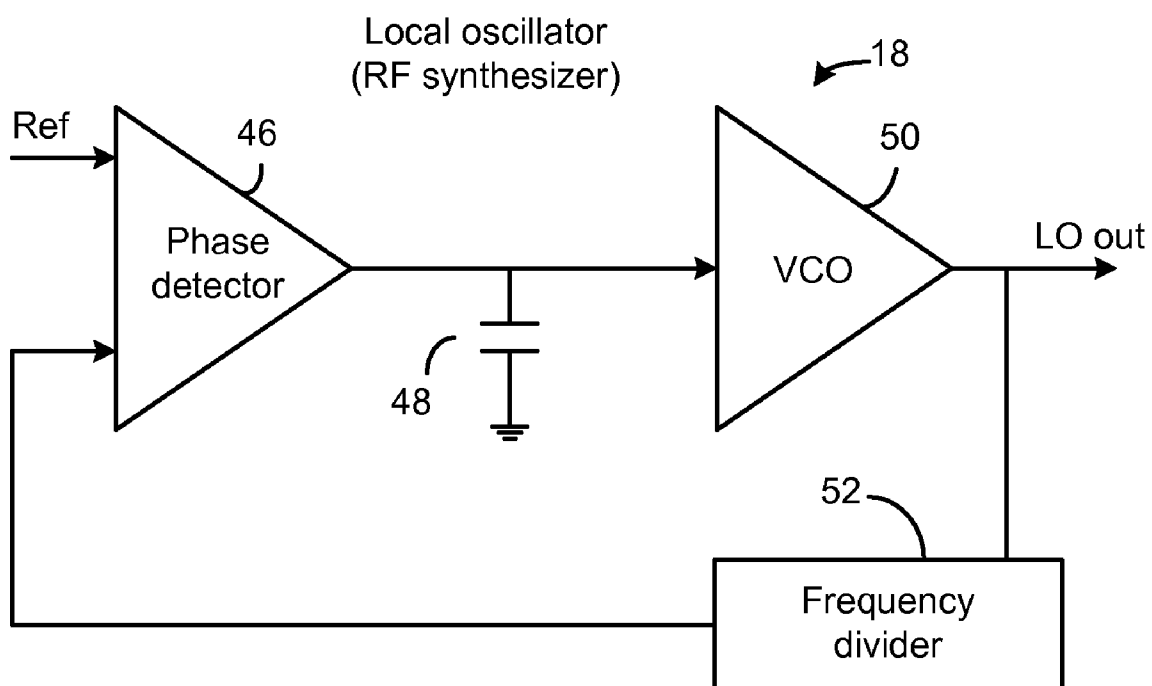 Local oscillator
(RF synthesizer)
18
Ref
46
50
Phase
detector
VCO
LO out
48
52
Frequency
divider